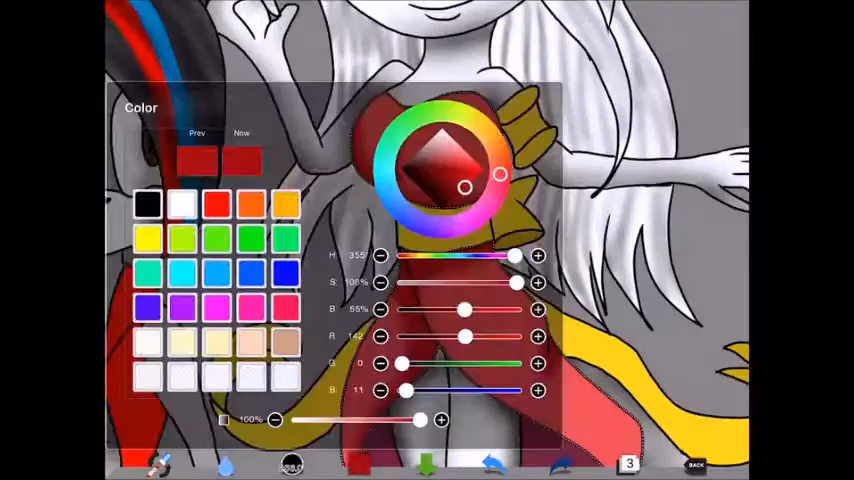 Color
Prev Now
H: 355
S: 100%
B: 55%
R: 142
G: 0
B: 11
100%
3
BACK